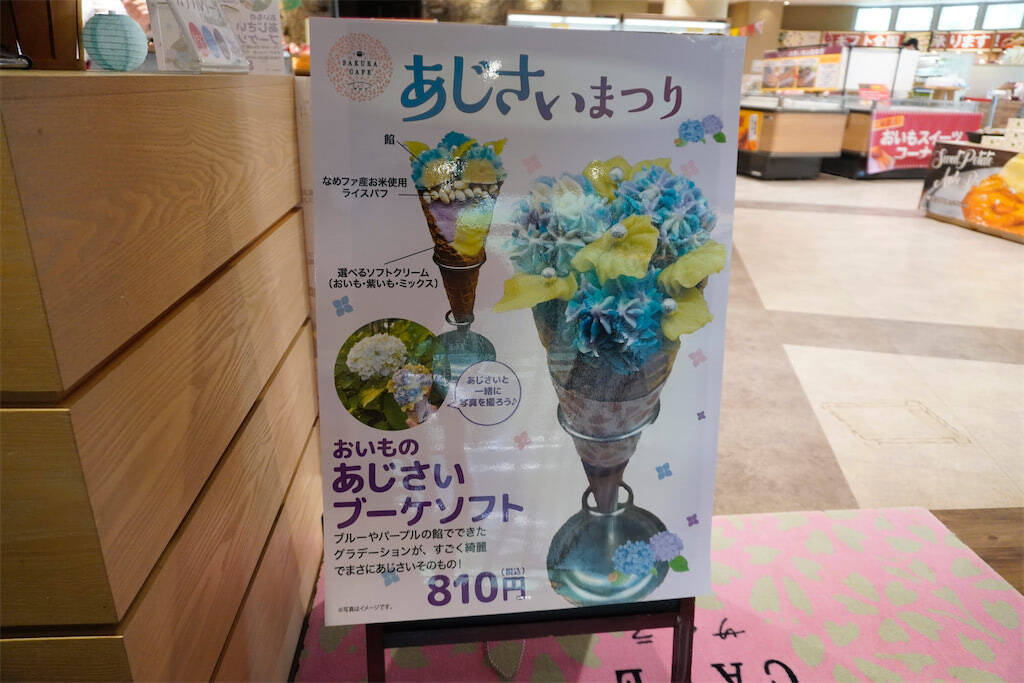 SAKURA
CAFE
あじさいまつり
餡
なめファ産お米使用
ライスパフ
選べるソフトクリーム
(おいも・紫いも・ミックス)
あじさいと
一緒に
写真を撮ろう♪
おいもの
あじさい
ブーケソフト
ブルーやパープルの餡でできた
グラデーションが、すごく綺麗
でまさにあじさいそのもの!
810円
(税込)
※写真はイメージです。
おいもスイーツ
コーナー
Sweet Potato
CAFE